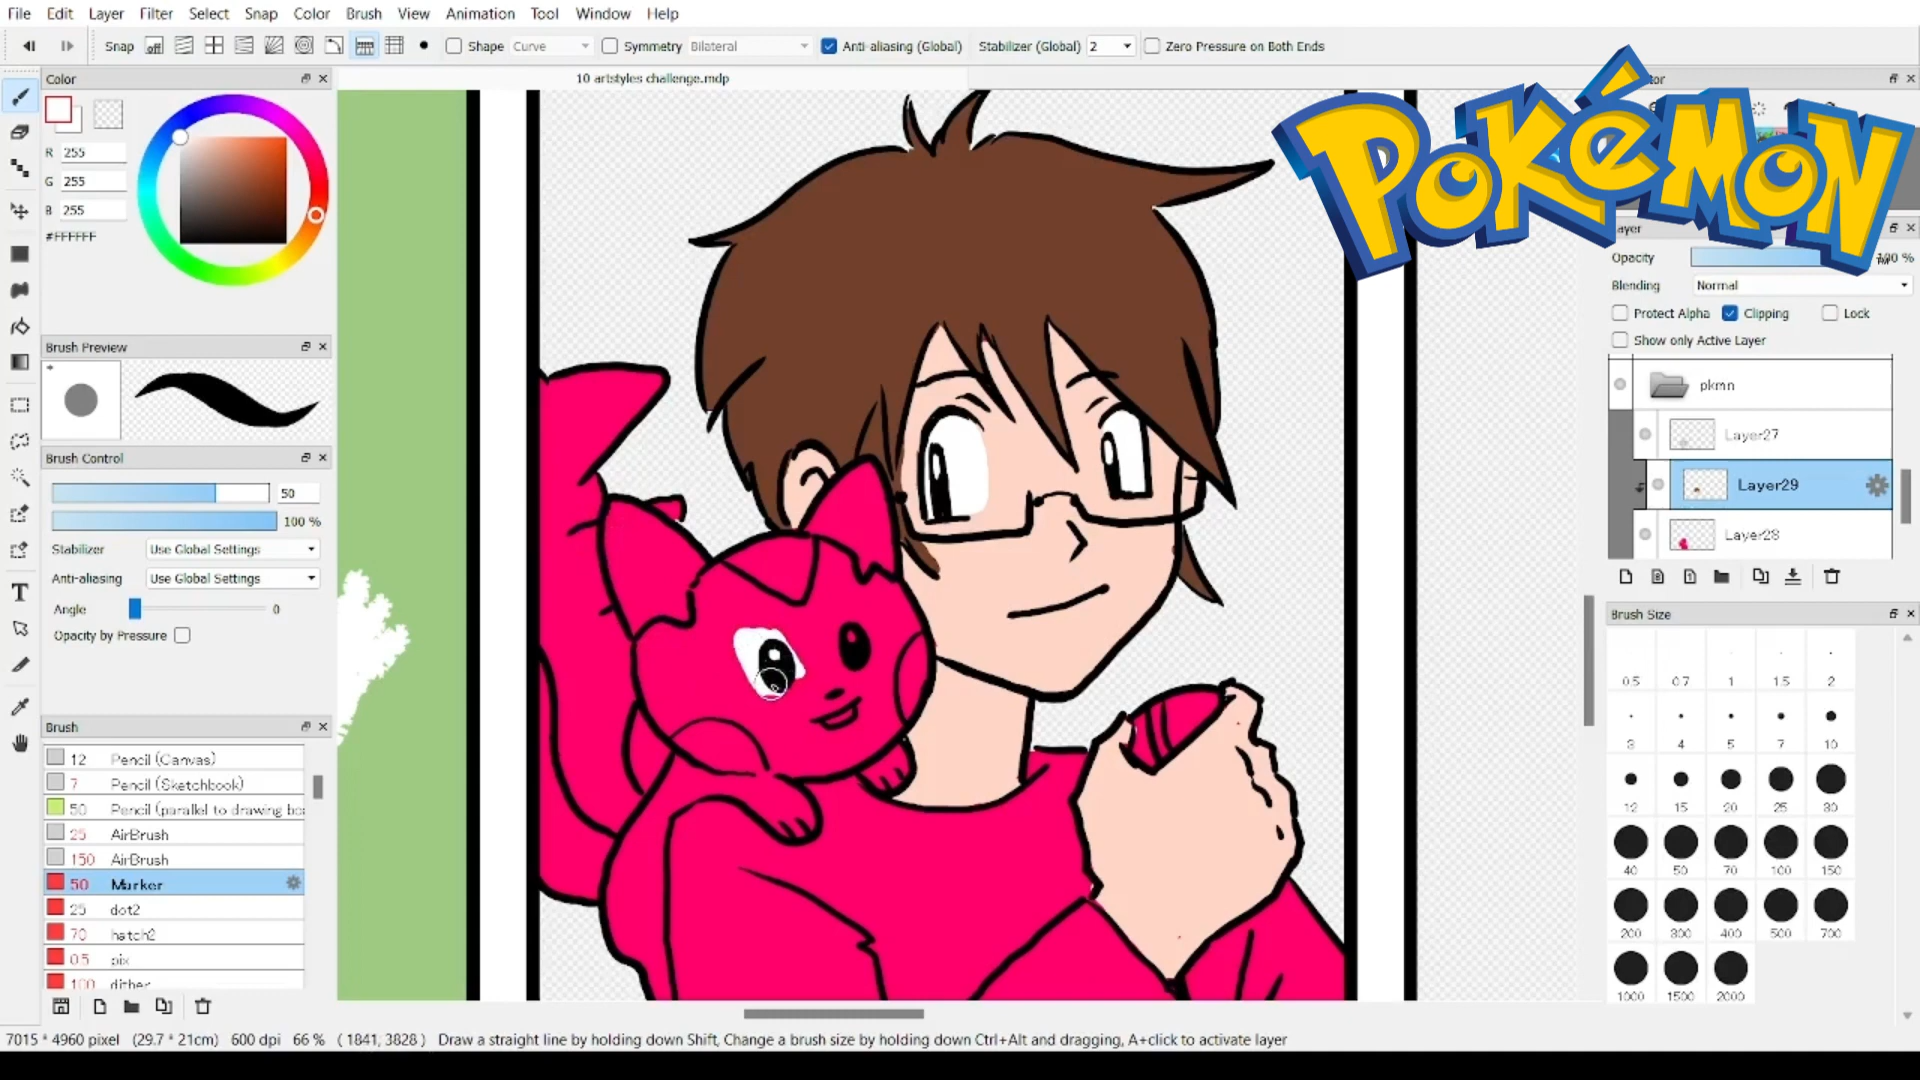 File Edit Layer Filter Select Snap Color Brush View Animation Tool Window Help
Snap off Shape Curve Symmetry Bilateral Anti-aliasing (Global) Stabilizer (Global) 2 Zero Pressure on Both Ends
Color
10 artstyles challenge.mdp
POKéMON
R 255
G 255
B 255
#FFFFFF
Brush Preview
Brush Control
50
100 %
Stabilizer Use Global Settings
Anti-aliasing Use Global Settings
Angle 0
Opacity by Pressure
Brush
12 Pencil (Canvas)
7 Pencil (Sketchbook)
50 Pencil (parallel to drawing bo
25 AirBrush
150 AirBrush
50 Marker
25 dot2
70 hatch2
0.5 pix
100 dither
Layer
Opacity 100 %
Blending Normal
Protect Alpha Clipping Lock
Show only Active Layer
pkmn
Layer27
Layer29
Layer28
Brush Size
0.5 0.7 1 1.5 2
3 4 5 7 10
12 15 20 25 30
40 50 70 100 150
200 300 400 500 700
1000 1500 2000
7015 * 4960 pixel (29.7 * 21cm) 600 dpi 66 % ( 1841, 3828 ) Draw a straight line by holding down Shift, Change a brush size by holding down Ctrl+Alt and dragging, A+click to activate layer